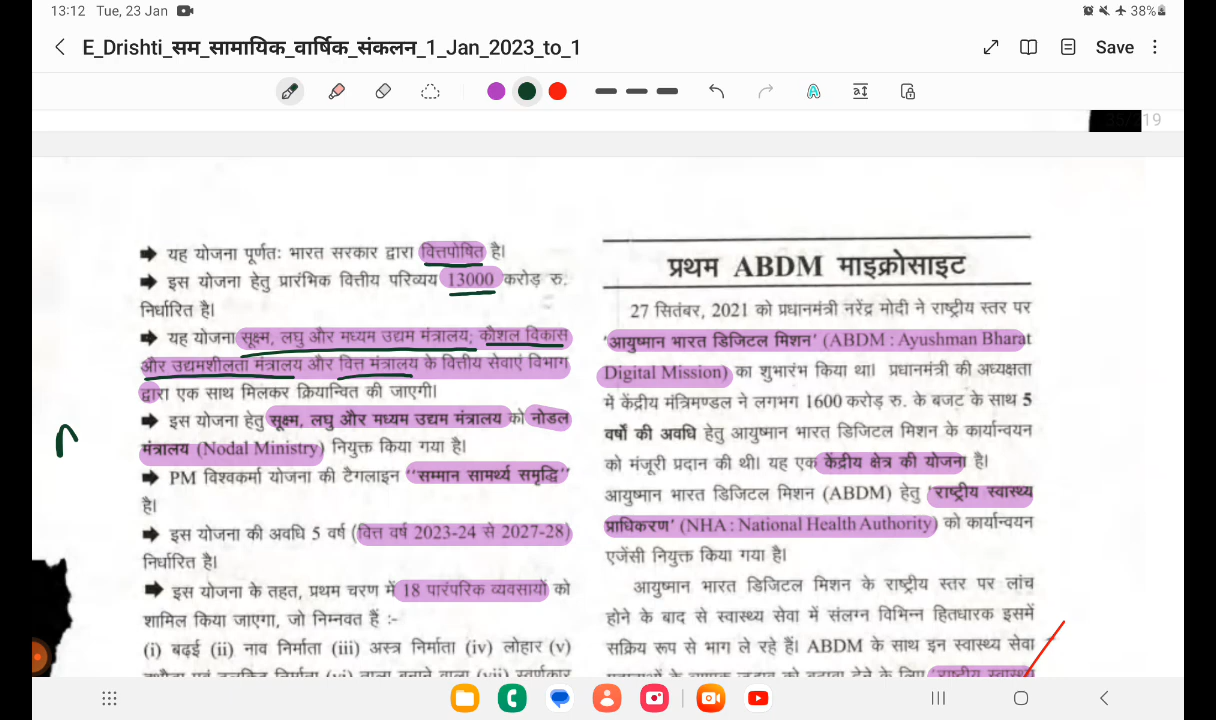 13:12 Tue, 23 Jan
38%
E_Drishti_सम_सामायिक_वार्षिक_संकलन_1_Jan_2023_to_1
Save
35/119
➡ यह योजना पूर्णतः भारत सरकार द्वारा वित्तपोषित है।
➡ इस योजना हेतु प्रारंभिक वित्तीय परिव्यय 13000 करोड़ रु.
निर्धारित है।
➡ यह योजना सूक्ष्म, लघु और मध्यम उद्यम मंत्रालय; कौशल विकास
और उद्यमशीलता मंत्रालय और वित्त मंत्रालय के वित्तीय सेवाएं विभाग
द्वारा एक साथ मिलकर क्रियान्वित की जाएगी।
➡ इस योजना हेतु सूक्ष्म, लघु और मध्यम उद्यम मंत्रालय को नोडल
मंत्रालय (Nodal Ministry) नियुक्त किया गया है।
➡ PM विश्वकर्मा योजना की टैगलाइन ''सम्मान सामर्थ्य समृद्धि''
है।
➡ इस योजना की अवधि 5 वर्ष (वित्त वर्ष 2023-24 से 2027-28)
निर्धारित है।
➡ इस योजना के तहत, प्रथम चरण में 18 पारंपरिक व्यवसायों को
शामिल किया जाएगा, जो निम्नवत हैं :-
(i) बढ़ई (ii) नाव निर्माता (iii) अस्त्र निर्माता (iv) लोहार (v)
प्रथम ABDM माइक्रोसाइट
27 सितंबर, 2021 को प्रधानमंत्री नरेंद्र मोदी ने राष्ट्रीय स्तर पर
'आयुष्मान भारत डिजिटल मिशन' (ABDM : Ayushman Bharat
Digital Mission) का शुभारंभ किया था। प्रधानमंत्री की अध्यक्षता
में केंद्रीय मंत्रिमण्डल ने लगभग 1600 करोड़ रु. के बजट के साथ 5
वर्षों की अवधि हेतु आयुष्मान भारत डिजिटल मिशन के कार्यान्वयन
को मंजूरी प्रदान की थी। यह एक केंद्रीय क्षेत्र की योजना है।
आयुष्मान भारत डिजिटल मिशन (ABDM) हेतु 'राष्ट्रीय स्वास्थ्य
प्राधिकरण' (NHA : National Health Authority) को कार्यान्वयन
एजेंसी नियुक्त किया गया है।
आयुष्मान भारत डिजिटल मिशन के राष्ट्रीय स्तर पर लांच
होने के बाद से स्वास्थ्य सेवा में संलग्न विभिन्न हितधारक इसमें
सक्रिय रूप से भाग ले रहे हैं। ABDM के साथ इन स्वास्थ्य सेवा